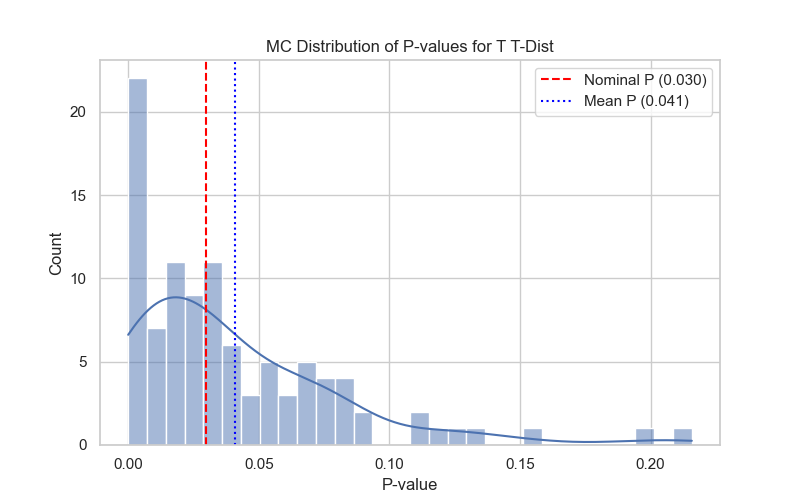 MC Distribution of P-values for T T-Dist
Nominal P (0.030)
Mean P (0.041)
20
15
10
5
0
Count
0.00
0.05
0.10
0.15
0.20
P-value